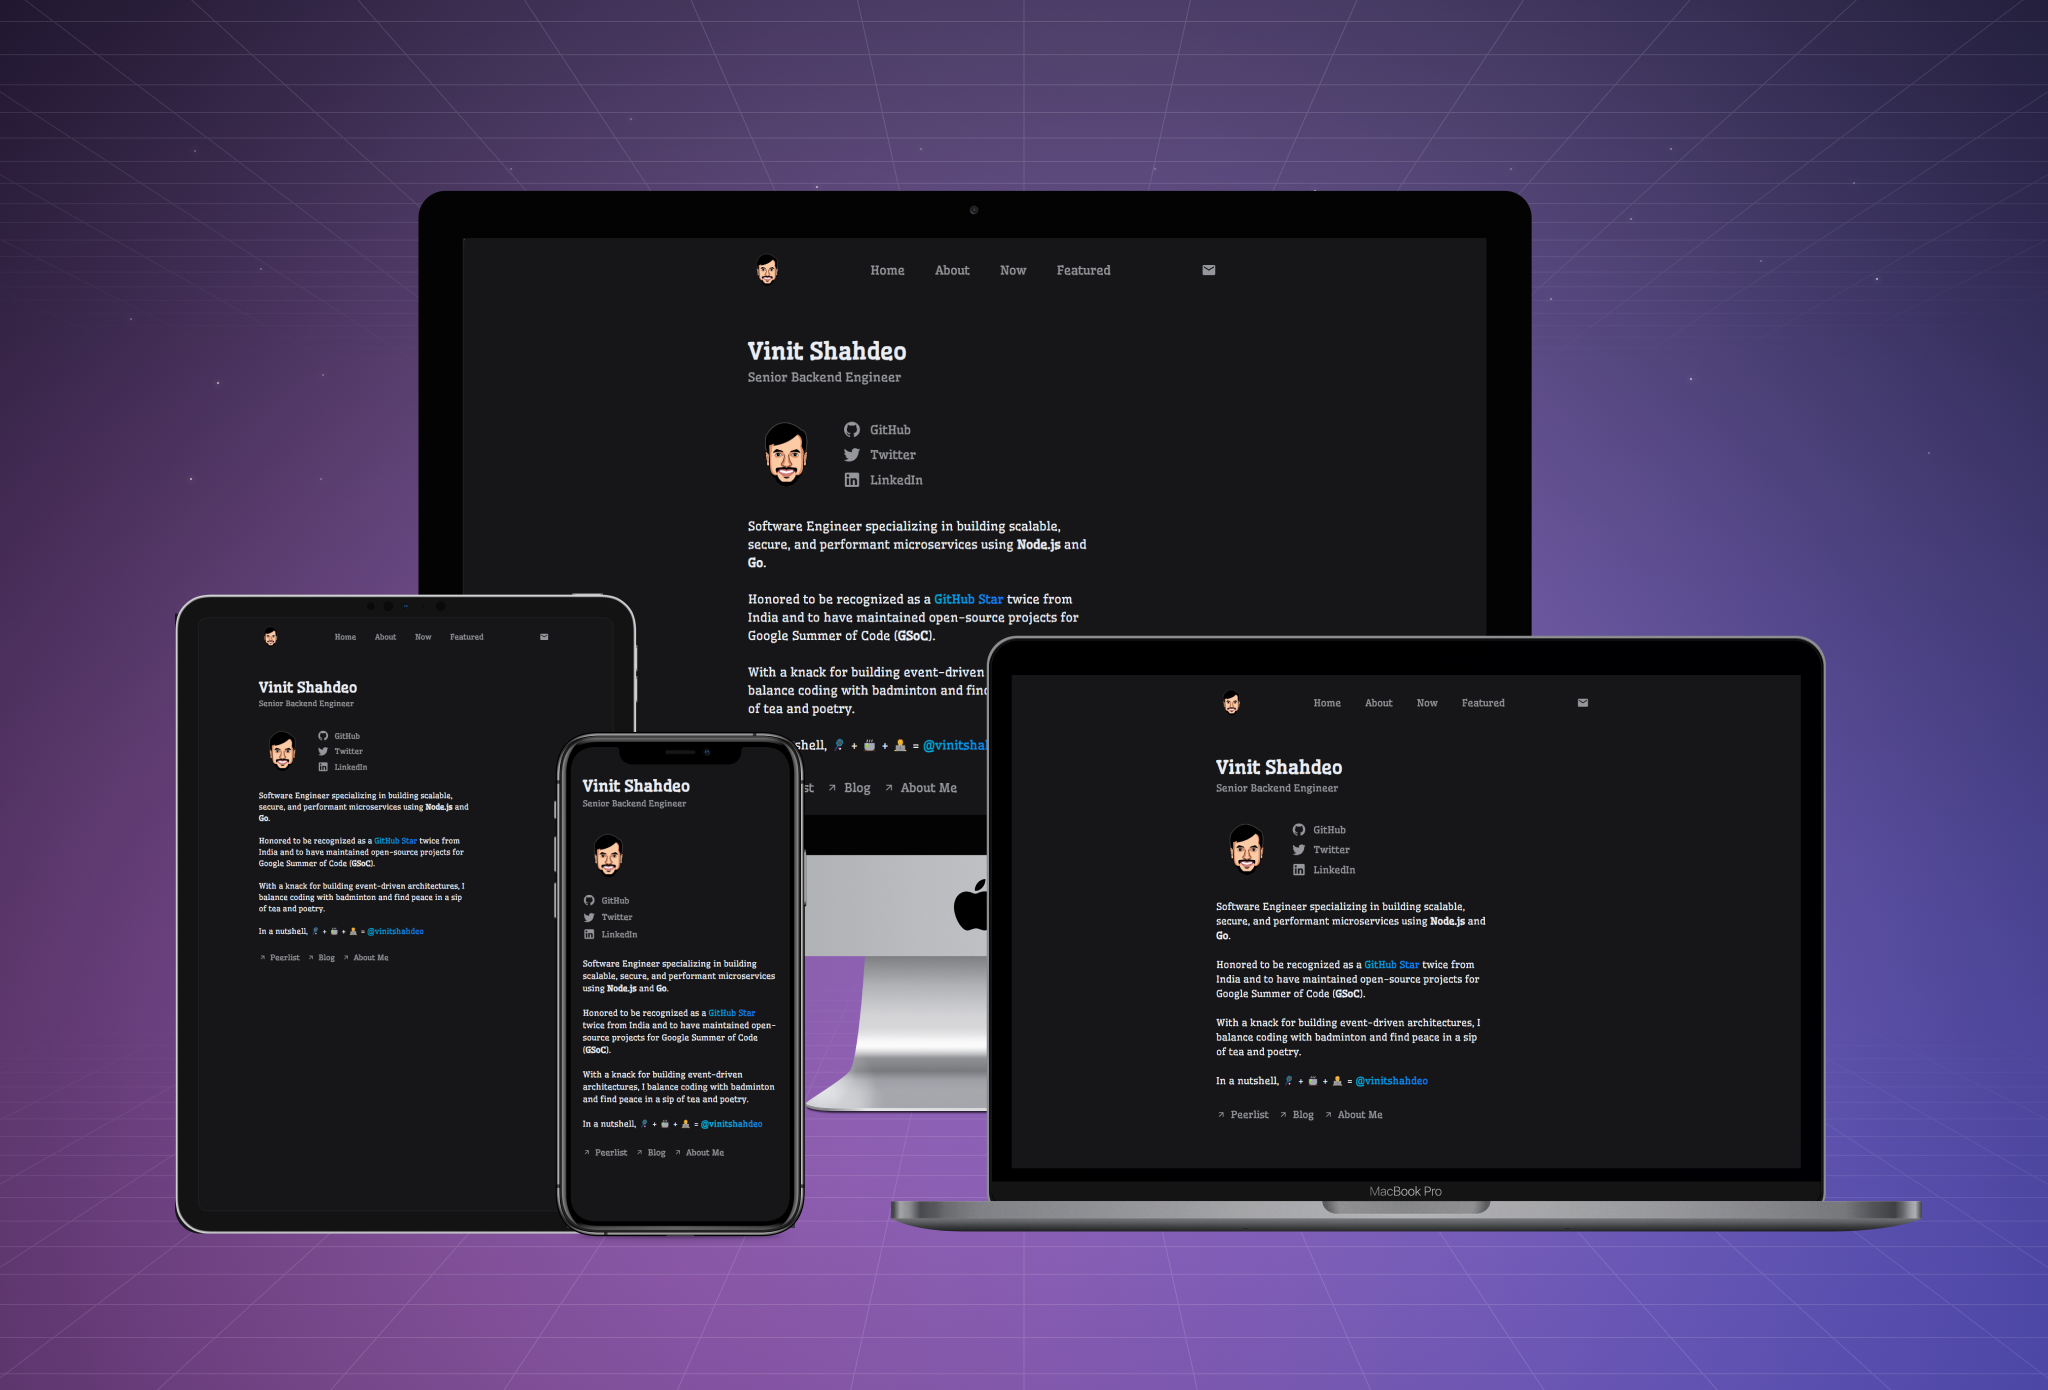 Home About Now Featured
Vinit Shahdeo
Senior Backend Engineer
GitHub
Twitter
LinkedIn
Software Engineer specializing in building scalable,
secure, and performant microservices using Node.js and
Go.
Honored to be recognized as a GitHub Star twice from
India and to have maintained open-source projects for
Google Summer of Code (GSoC).
With a knack for building event-driven
balance coding with badminton and find
of tea and poetry.
shell, + + = @vinitshah
st Blog About Me
Home About Now Featured
Vinit Shahdeo
Senior Backend Engineer
GitHub
Twitter
LinkedIn
Software Engineer specializing in building scalable,
secure, and performant microservices using Node.js and
Go.
Honored to be recognized as a GitHub Star twice from
India and to have maintained open-source projects for
Google Summer of Code (GSoC).
With a knack for building event-driven architectures, I
balance coding with badminton and find peace in a sip
of tea and poetry.
In a nutshell, + + = @vinitshahdeo
Peerlist Blog About Me
Vinit Shahdeo
Senior Backend Engineer
GitHub
Twitter
LinkedIn
Software Engineer specializing in building
scalable, secure, and performant microservices
using Node.js and Go.
Honored to be recognized as a GitHub Star
twice from India and to have maintained open-
source projects for Google Summer of Code
(GSoC).
With a knack for building event-driven
architectures, I balance coding with badminton
and find peace in a sip of tea and poetry.
In a nutshell, + + = @vinitshahdeo
Peerlist Blog About Me
Home About Now Featured
Vinit Shahdeo
Senior Backend Engineer
GitHub
Twitter
LinkedIn
Software Engineer specializing in building scalable,
secure, and performant microservices using Node.js and
Go.
Honored to be recognized as a GitHub Star twice from
India and to have maintained open-source projects for
Google Summer of Code (GSoC).
With a knack for building event-driven architectures, I
balance coding with badminton and find peace in a sip
of tea and poetry.
In a nutshell, + + = @vinitshahdeo
Peerlist Blog About Me
MacBook Pro